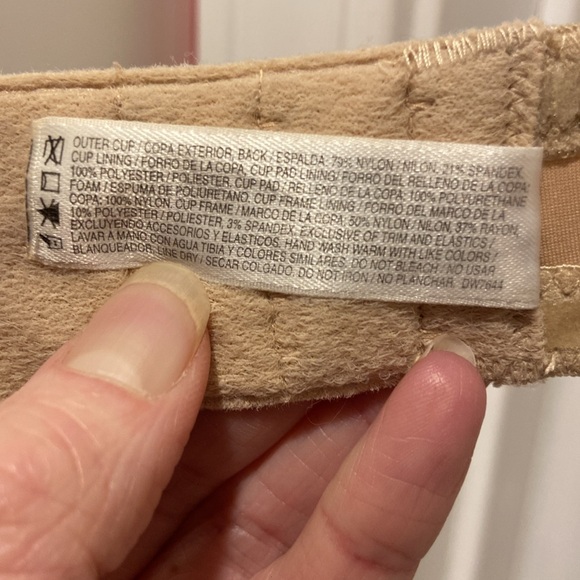 OUTER CUP / COPA EXTERIOR, BACK / ESPALDA: 79% NYLON / NILON, 21% SPANDEX.
CUP LINING / FORRO DE LA COPA, CUP PAD LINING / FORRO DEL RELLENO DE LA COPA:
100% POLYESTER / POLIESTER. CUP PAD / RELLENO DE LA COPA: 100% POLYURETHANE
FOAM / ESPUMA DE POLIURETANO. CUP FRAME LINING / FORRO DEL MARCO DE LA
COPA: 100% NYLON. CUP FRAME / MARCO DE LA COPA: 50% NYLON / NILON, 37% RAYON,
10% POLYESTER / POLIESTER, 3% SPANDEX. EXCLUSIVE OF TRIM AND ELASTICS /
EXCLUYENDO ACCESORIOS Y ELASTICOS. HAND WASH WARM WITH LIKE COLORS /
LAVAR A MANO CON AGUA TIBIA Y COLORES SIMILARES. DO NOT BLEACH / NO USAR
BLANQUEADOR. LINE DRY / SECAR COLGADO. DO NOT IRON / NO PLANCHAR. DW7644